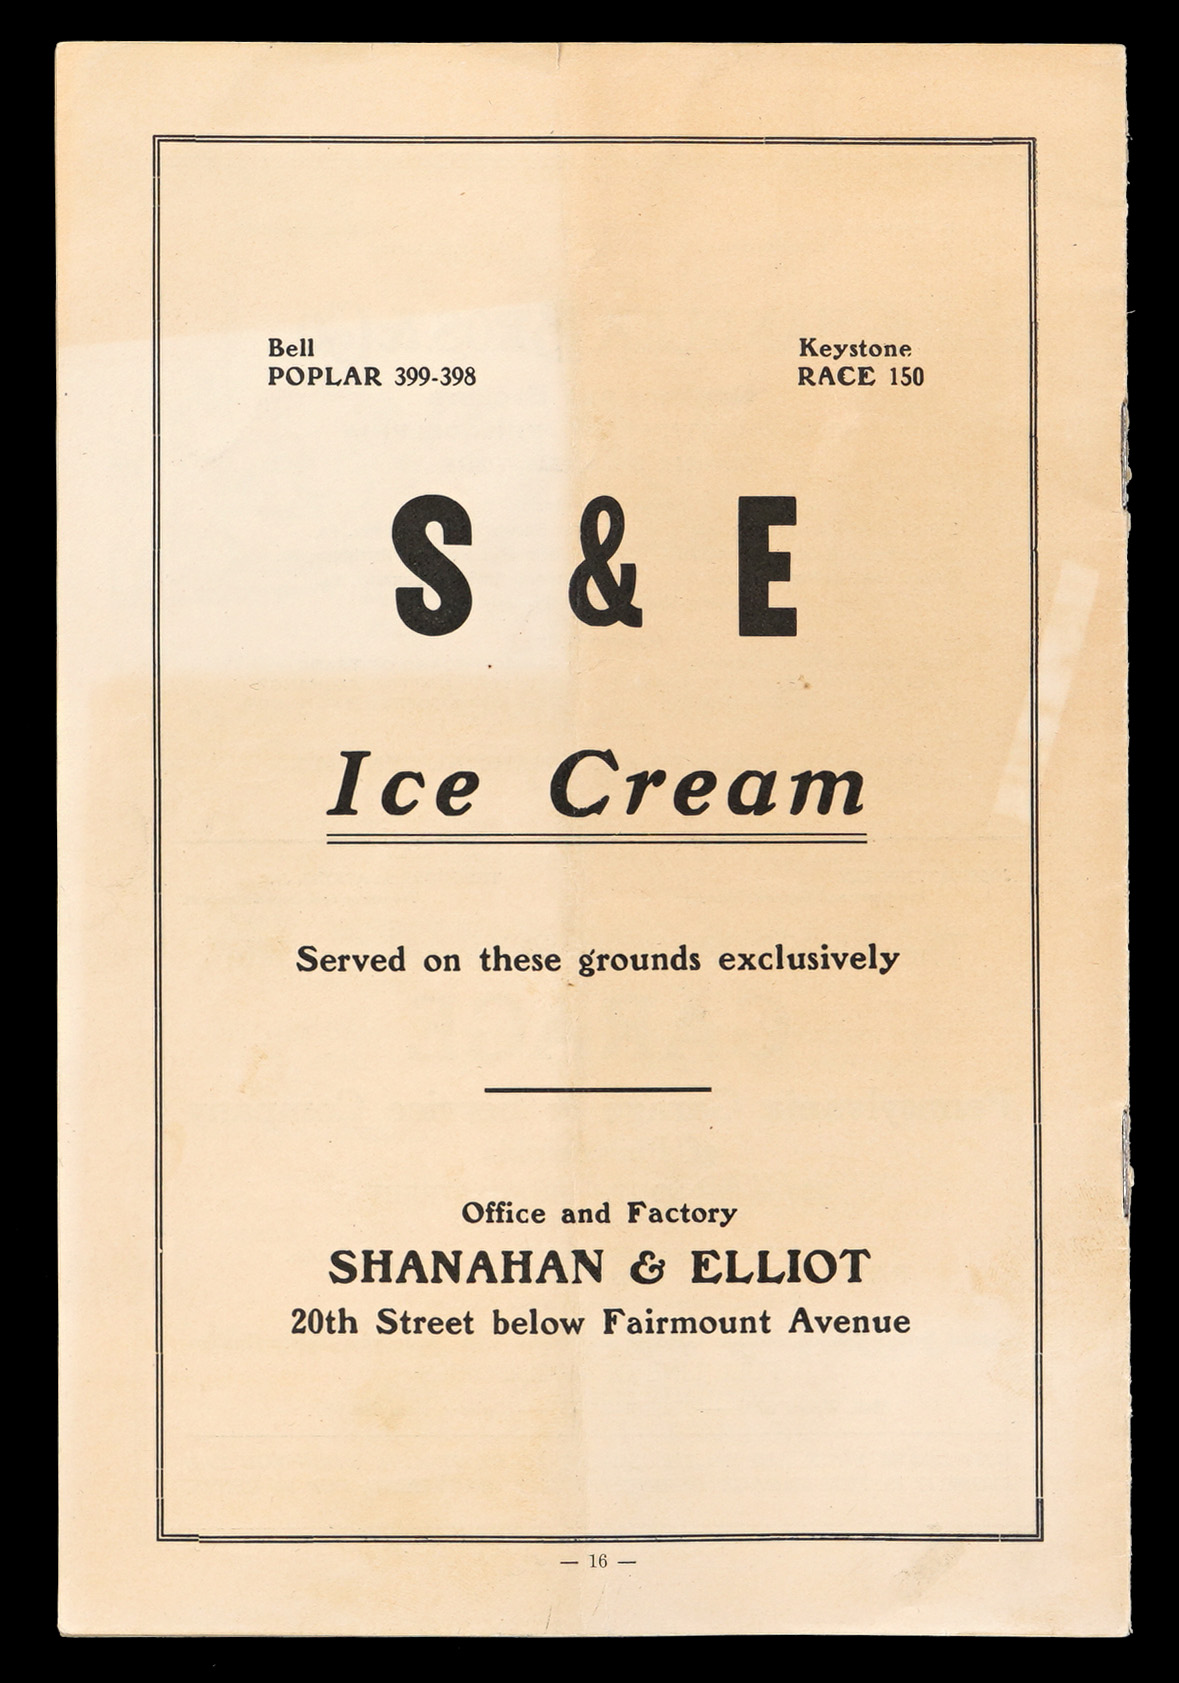 Bell
POPLAR 399-398
Keystone
RACE 150
S & E
Ice Cream
Served on these grounds exclusively
Office and Factory
SHANAHAN & ELLIOT
20th Street below Fairmount Avenue
— 16 —